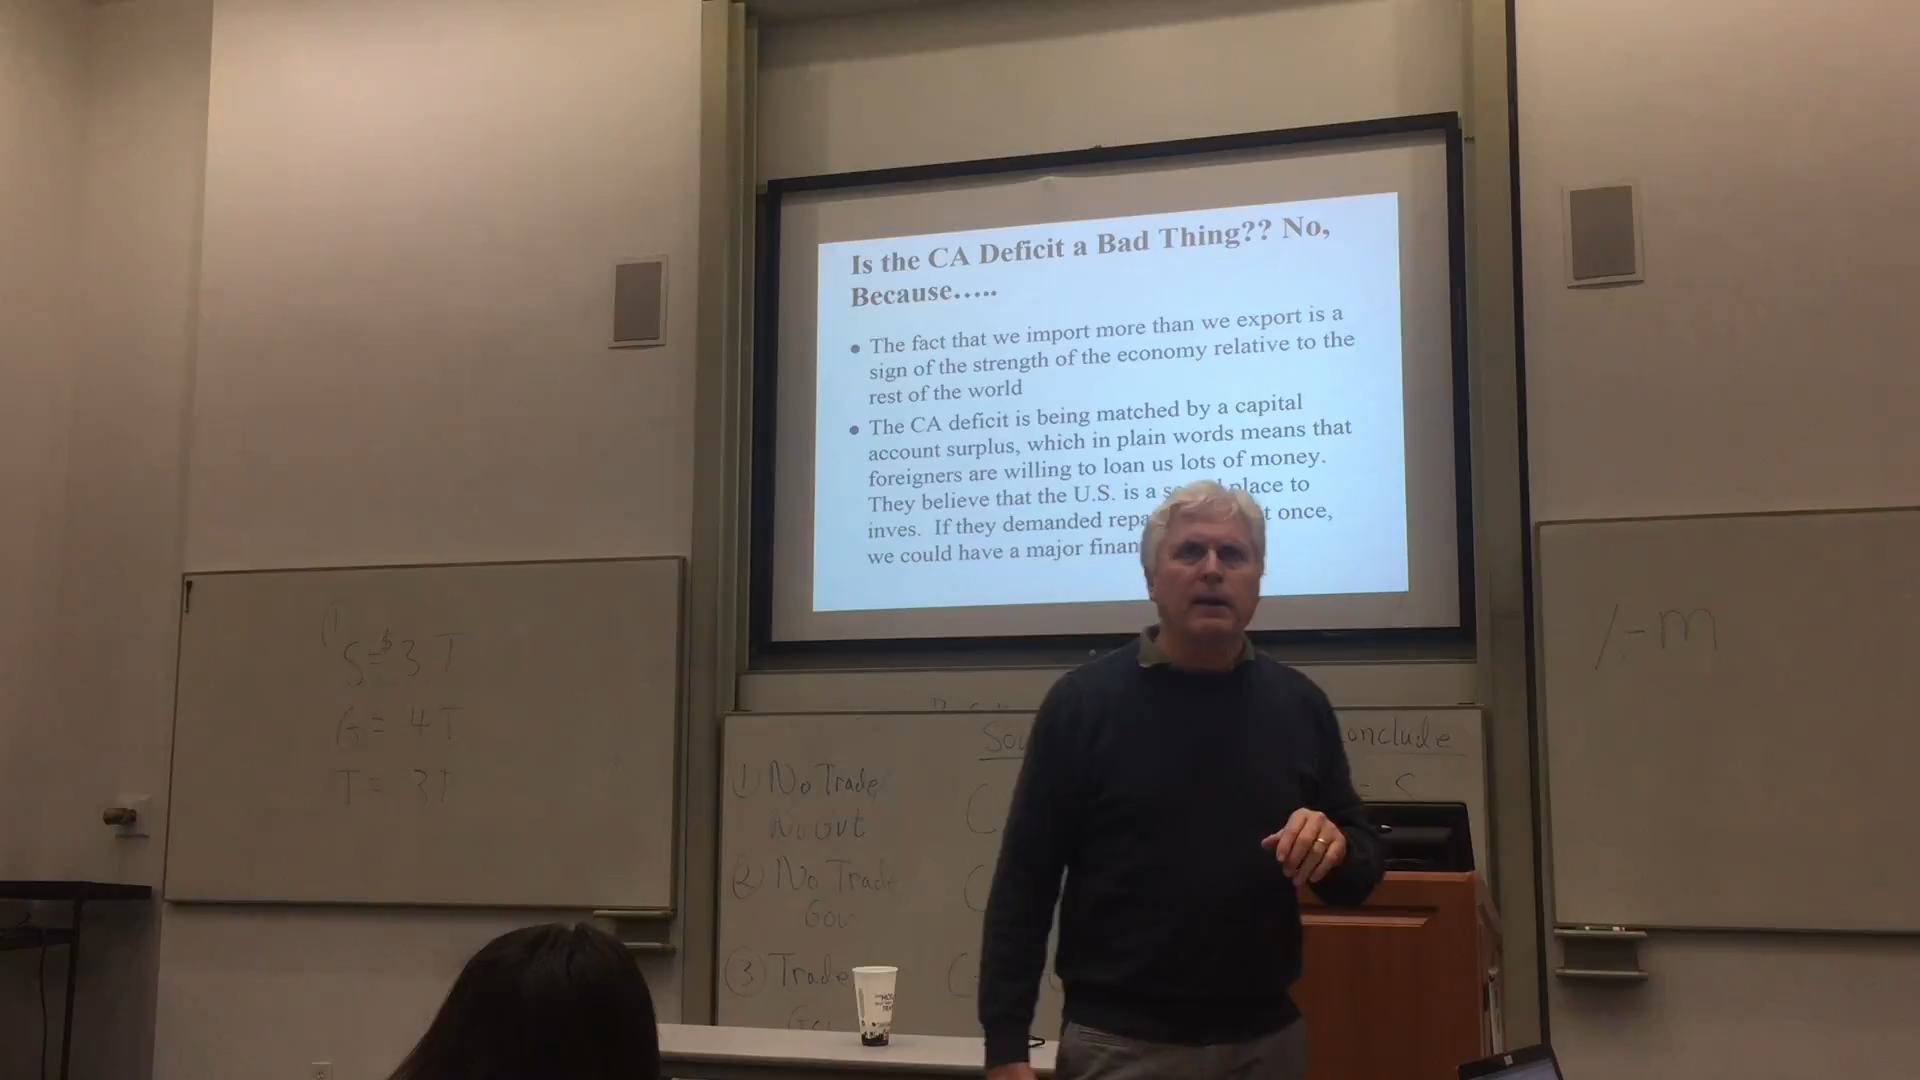 Is the CA Deficit a Bad Thing?? No,
Because.....
• The fact that we import more than we export is a
sign of the strength of the economy relative to the
rest of the world
• The CA deficit is being matched by a capital
account surplus, which in plain words means that
foreigners are willing to loan us lots of money.
They believe that the U.S. is a place to
inves. If they demanded once,
we could have a major
S=$3 T
G= 4T
T= 3T
① No Trade
No Gvt
② No Trade
Gov
③ Trade
- M